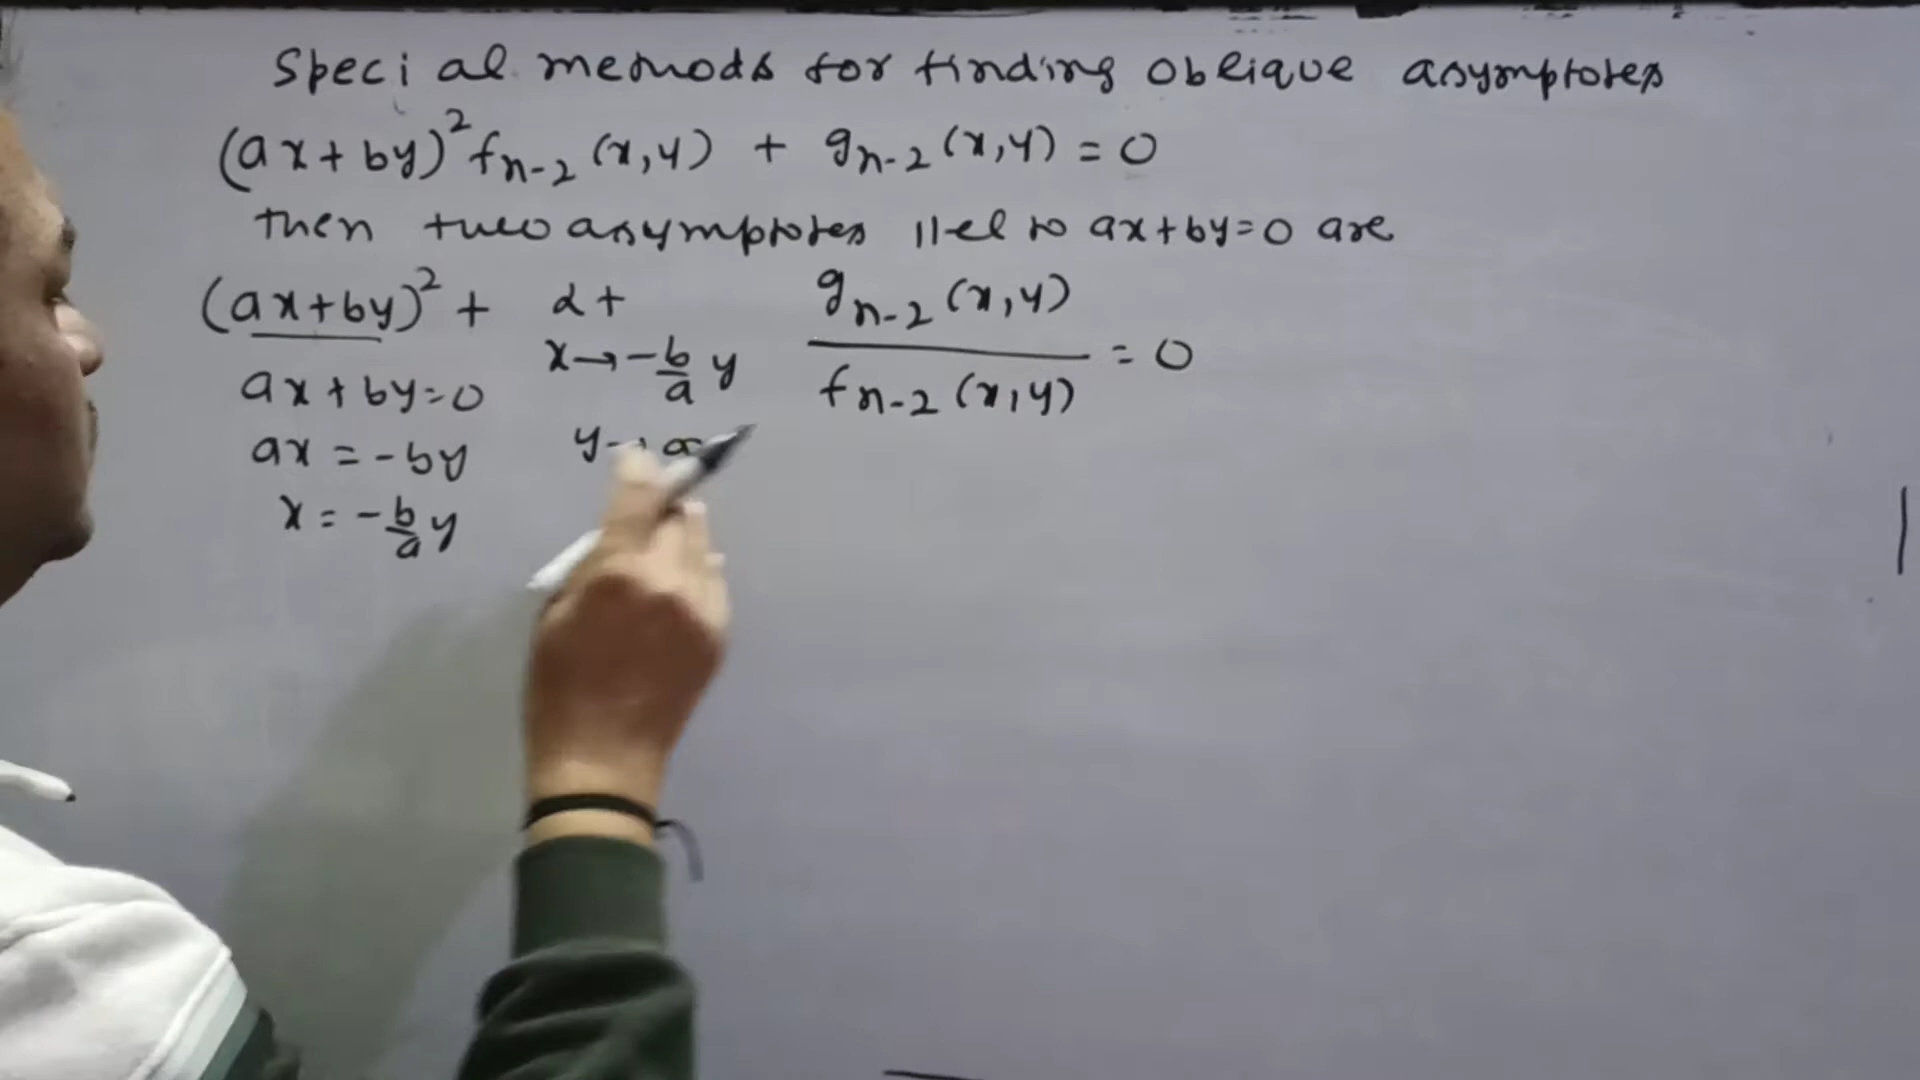 Special methods for finding oblique asymptotes
(ax+by)² fn-2 (x,y) + gn-2 (x,y) = 0
then two asymptotes llel to ax+by=0 are
(ax+by)² + lt x→ -b/a y gn-2 (x,y) / fn-2 (x,y) = 0
ax+by=0
ax = -by
x = -b/a y
y→∞